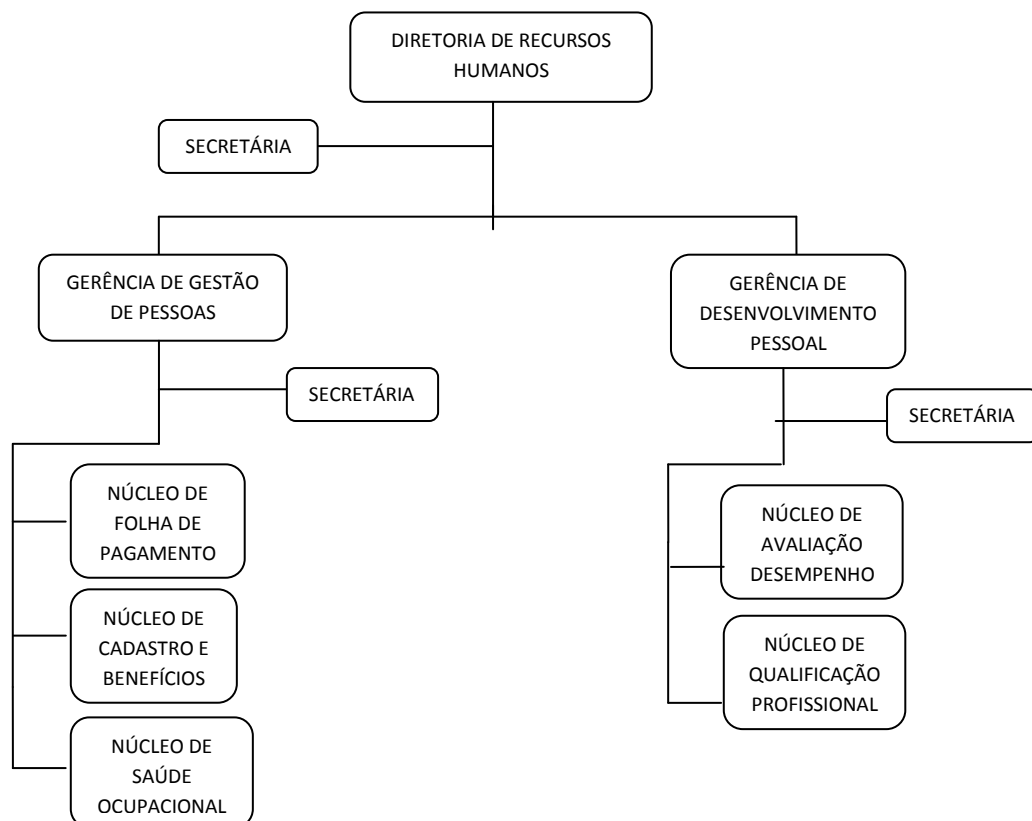 DIRETORIA DE RECURSOS
HUMANOS
SECRETÁRIA
GERÊNCIA DE GESTÃO
DE PESSOAS
GERÊNCIA DE
DESENVOLVIMENTO
PESSOAL
SECRETÁRIA
SECRETÁRIA
NÚCLEO DE
FOLHA DE
PAGAMENTO
NÚCLEO DE
AVALIAÇÃO
DESEMPENHO
NÚCLEO DE
CADASTRO E
BENEFÍCIOS
NÚCLEO DE
QUALIFICAÇÃO
PROFISSIONAL
NÚCLEO DE
SAÚDE
OCUPACIONAL